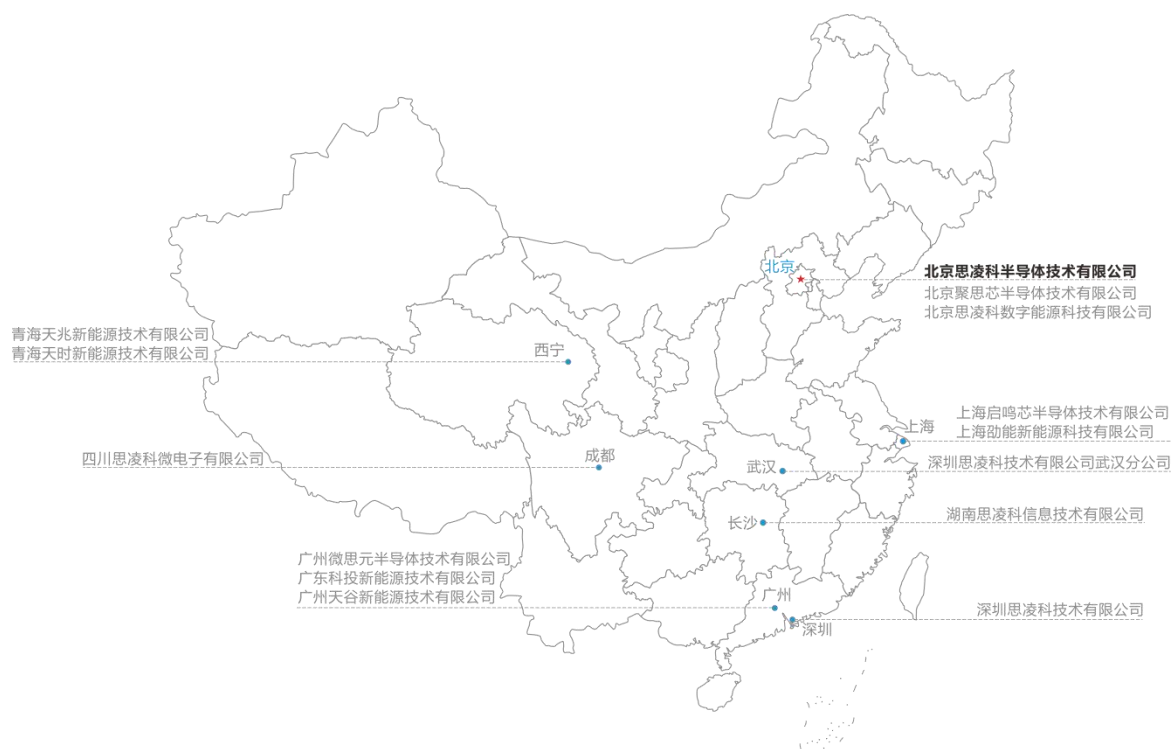 北京
北京思凌科半导体技术有限公司
北京聚思芯半导体技术有限公司
北京思凌科数字能源科技有限公司
青海天兆新能源技术有限公司
青海天时新能源技术有限公司
西宁
上海启鸣芯半导体技术有限公司
上海劭能新能源科技有限公司
上海
四川思凌科微电子有限公司
成都
武汉
深圳思凌科技术有限公司武汉分公司
长沙
湖南思凌科信息技术有限公司
广州微思元半导体技术有限公司
广东科投新能源技术有限公司
广州天谷新能源技术有限公司
广州
深圳思凌科技术有限公司
深圳